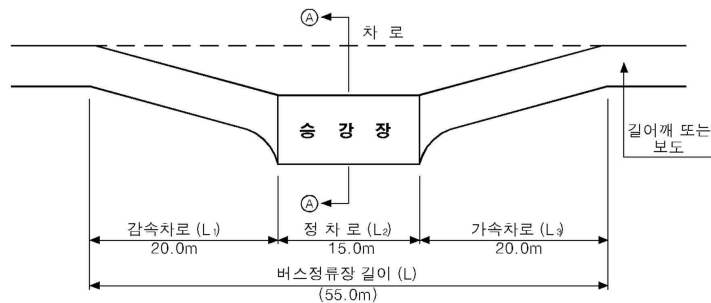 Ⓐ
차 로
승 강 장
길어깨 또는
보도
Ⓐ
감속차로 (L₁)
정 차 로 (L₂)
가속차로 (L₃)
20.0m
15.0m
20.0m
버스정류장 길이 (L)
(55.0m)